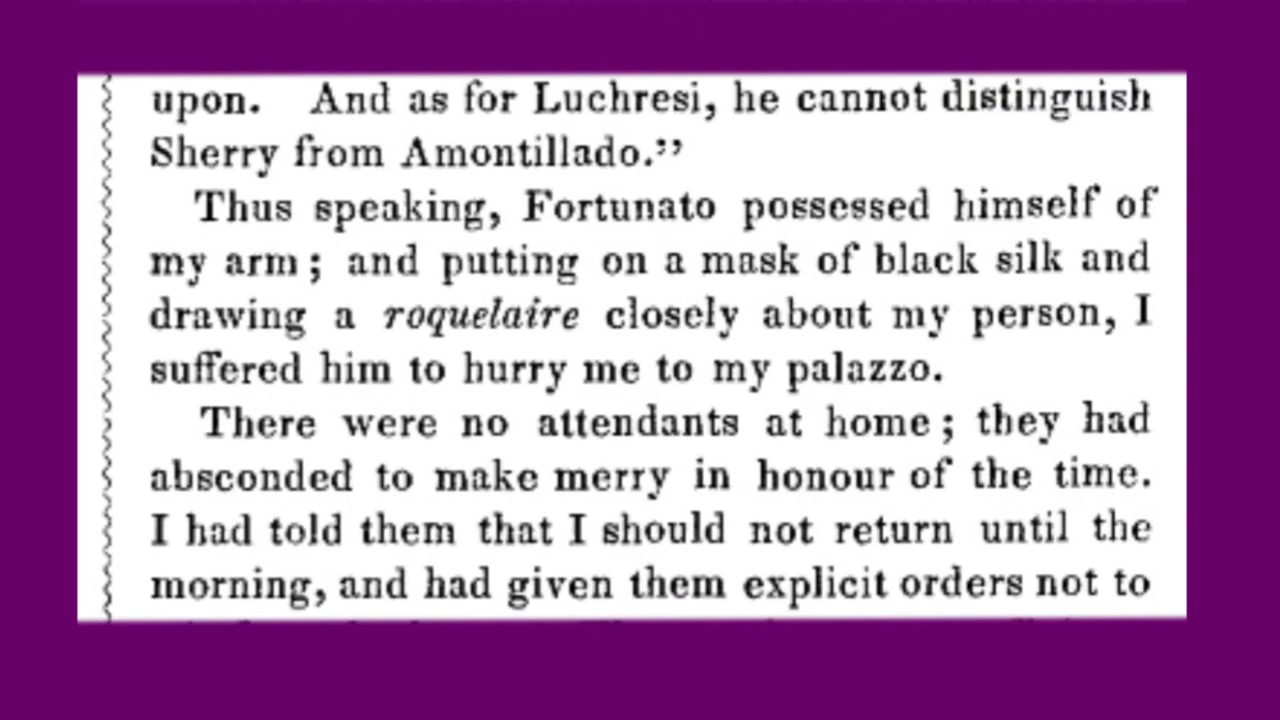 upon. And as for Luchresi, he cannot distinguish
Sherry from Amontillado.”
Thus speaking, Fortunato possessed himself of
my arm; and putting on a mask of black silk and
drawing a roquelaire closely about my person, I
suffered him to hurry me to my palazzo.
There were no attendants at home; they had
absconded to make merry in honour of the time.
I had told them that I should not return until the
morning, and had given them explicit orders not to